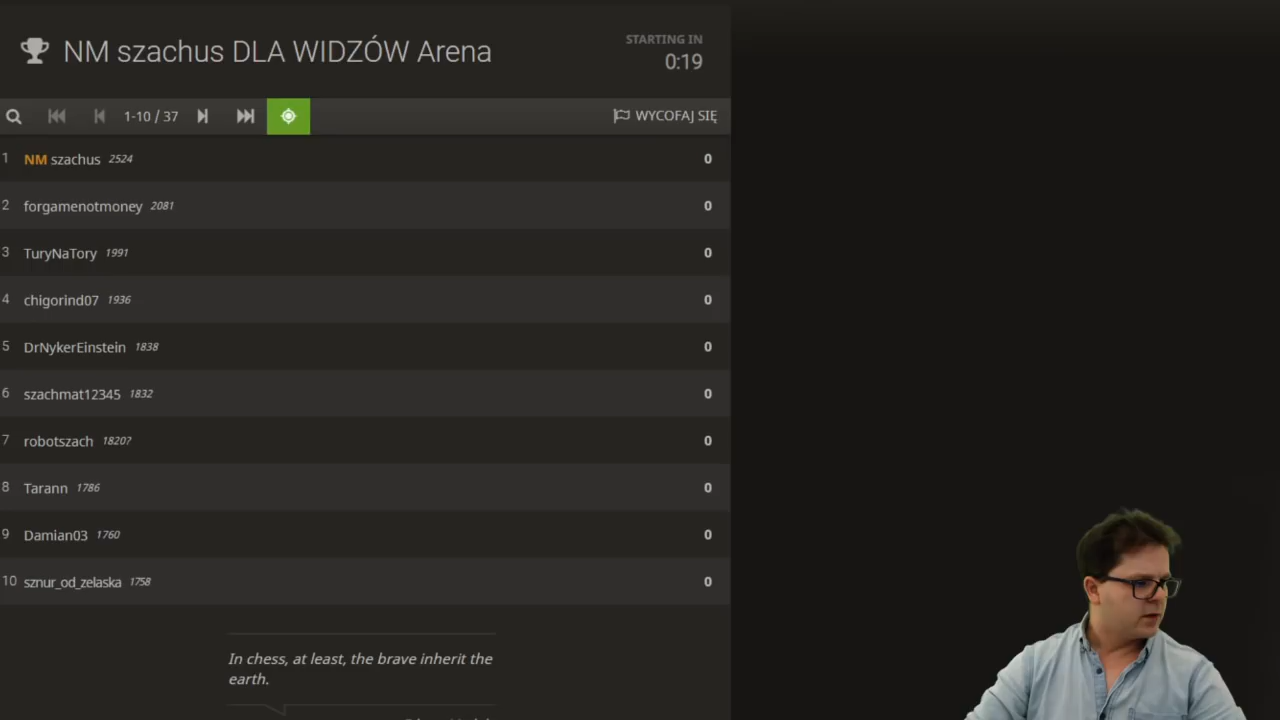 NM szachus DLA WIDZÓW Arena
STARTING IN
0:19
1-10 / 37
WYCOFAJ SIĘ
1 NM szachus 2524 0
2 forgamenotmoney 2081 0
3 TuryNaTory 1991 0
4 chigorind07 1936 0
5 DrNykerEinstein 1838 0
6 szachmat12345 1832 0
7 robotszach 1820? 0
8 Tarann 1786 0
9 Damian03 1760 0
10 sznur_od_zelaska 1758 0
In chess, at least, the brave inherit the
earth.